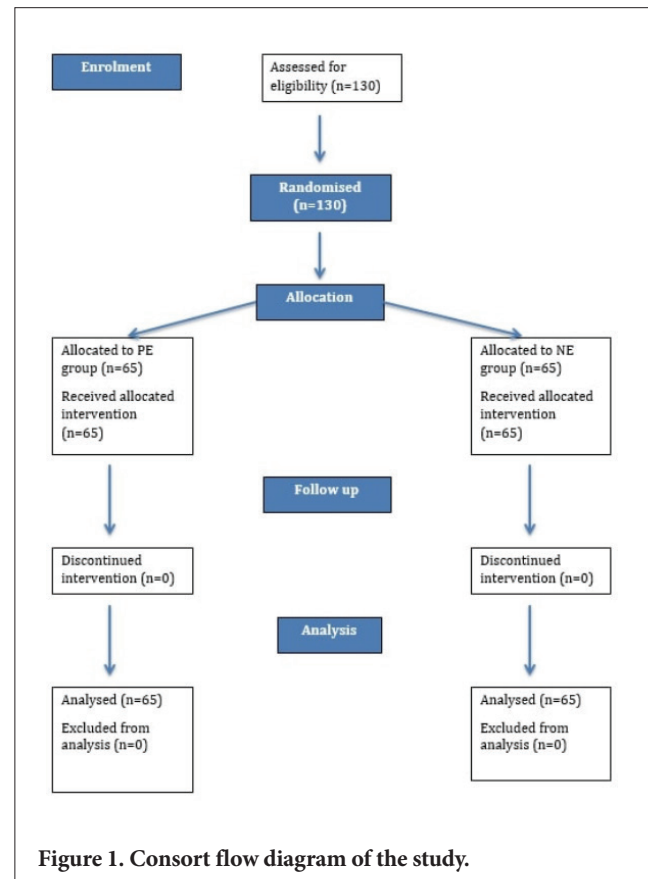 Enrolment
Assessed for
eligibility (n=130)
Randomised
(n=130)
Allocation
Allocated to PE
group (n=65)
Received allocated
intervention
(n=65)
Allocated to NE
group (n=65)
Received allocated
intervention
(n=65)
Follow up
Discontinued
intervention (n=0)
Discontinued
intervention (n=0)
Analysis
Analysed (n=65)
Excluded from
analysis (n=0)
Analysed (n=65)
Excluded from
analysis (n=0)
Figure 1. Consort flow diagram of the study.